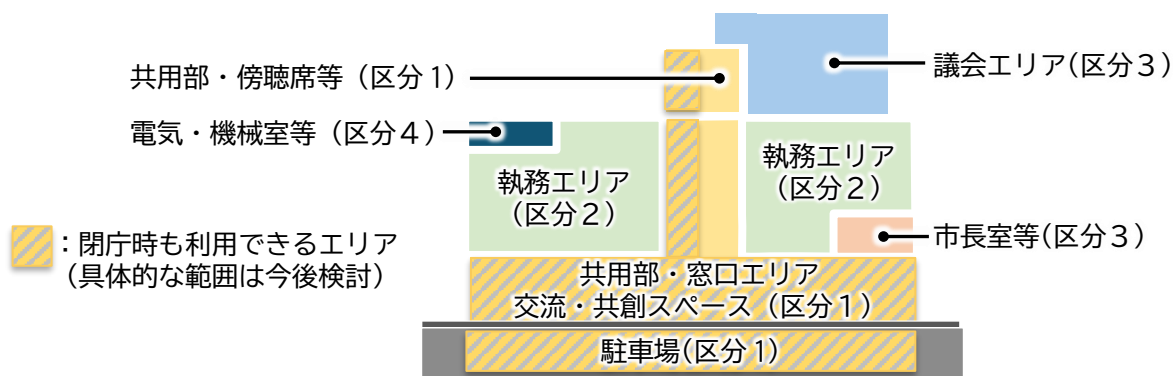 共用部・傍聴席等（区分１）
議会エリア(区分３)
電気・機械室等（区分４）
執務エリア
（区分２）
執務エリア
（区分２）
：閉庁時も利用できるエリア
（具体的な範囲は今後検討）
市長室等(区分３)
共用部・窓口エリア
交流・共創スペース（区分１）
駐車場(区分１)